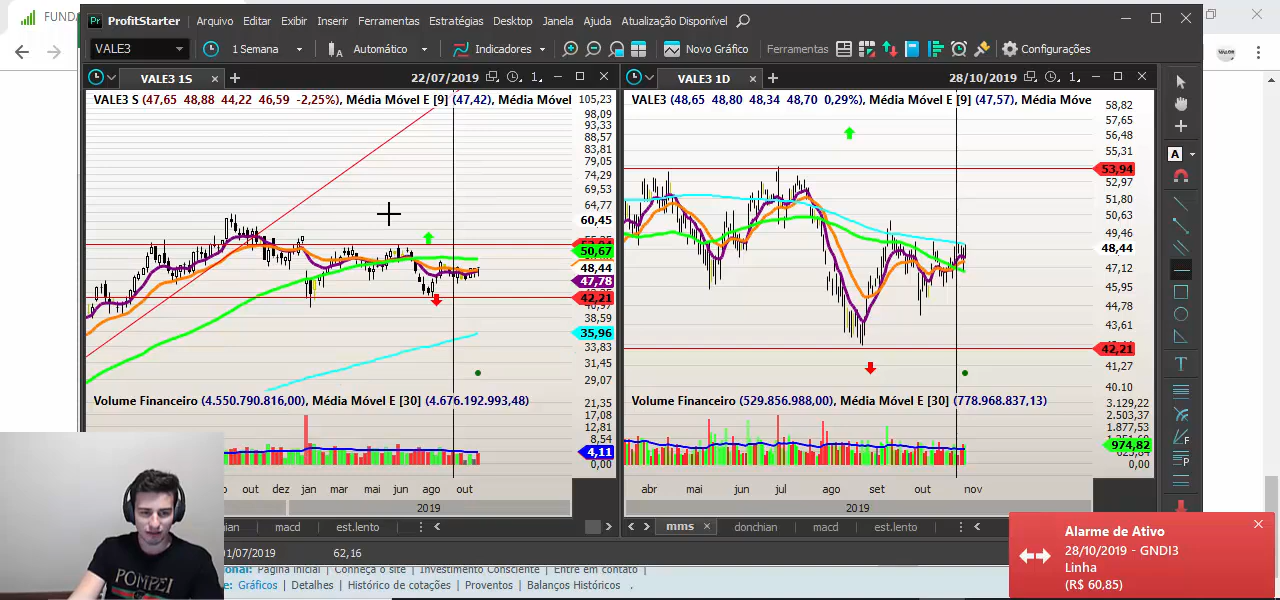 FUNDA
ProfitStarter Arquivo Editar Exibir Inserir Ferramentas Estratégias Desktop Janela Ajuda Atualização Disponível
VALE3 1 Semana Automático Indicadores Novo Gráfico Ferramentas Configurações
VALE3 1S 22/07/2019 1
VALE3 1D 28/10/2019 1
VALE3 S (47,65 48,88 44,22 46,59 -2,25%), Média Móvel E [9] (47,42), Média Móvel
105,23
98,09
93,33
88,57
83,81
79,05
74,29
69,53
64,77
60,45
50,67
48,44
47,78
42,21
38,59
35,96
33,83
31,45
29,07
Volume Financeiro (4.550.790.816,00), Média Móvel E [30] (4.676.192.993,48)
21,35
17,08
12,81
8,54
4,11
0,00
out dez jan mar mai jun ago out
2019
macd est.lento
01/07/2019 62,16
VALE3 (48,65 48,80 48,34 48,70 0,29%), Média Móvel E [9] (47,57), Média Move
58,82
57,65
56,48
55,31
53,94
52,97
51,80
50,63
49,46
48,44
47,12
45,95
44,78
43,61
42,21
41,27
40,10
Volume Financeiro (529.856.988,00), Média Móvel E [30] (778.968.837,13)
3.129,22
2.503,37
1.877,53
974,82
0,00
abr mai jun jul ago set out nov
2019
mms donchian macd est.lento
A
T
F
P
Alarme de Ativo
28/10/2019 - GNDI3
Linha
(R$ 60,85)
POMPEI
Página Inicial | Conheça o site | Investimento Consciente | Entre em contato |
Gráficos | Detalhes | Histórico de cotações | Proventos | Balanços Históricos .